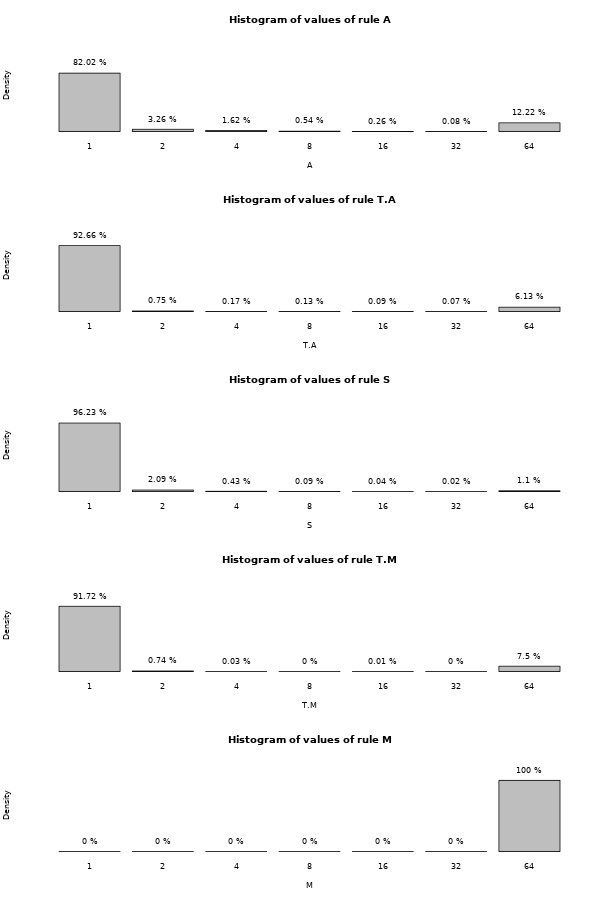 Histogram of values of rule A
Density
82.02 %
3.26 %
1.62 %
0.54 %
0.26 %
0.08 %
12.22 %
1 2 4 8 16 32 64
A
Histogram of values of rule T.A
Density
92.66 %
0.75 %
0.17 %
0.13 %
0.09 %
0.07 %
6.13 %
1 2 4 8 16 32 64
T.A
Histogram of values of rule S
Density
96.23 %
2.09 %
0.43 %
0.09 %
0.04 %
0.02 %
1.1 %
1 2 4 8 16 32 64
S
Histogram of values of rule T.M
Density
91.72 %
0.74 %
0.03 %
0 %
0.01 %
0 %
7.5 %
1 2 4 8 16 32 64
T.M
Histogram of values of rule M
Density
0 %
0 %
0 %
0 %
0 %
0 %
100 %
1 2 4 8 16 32 64
M